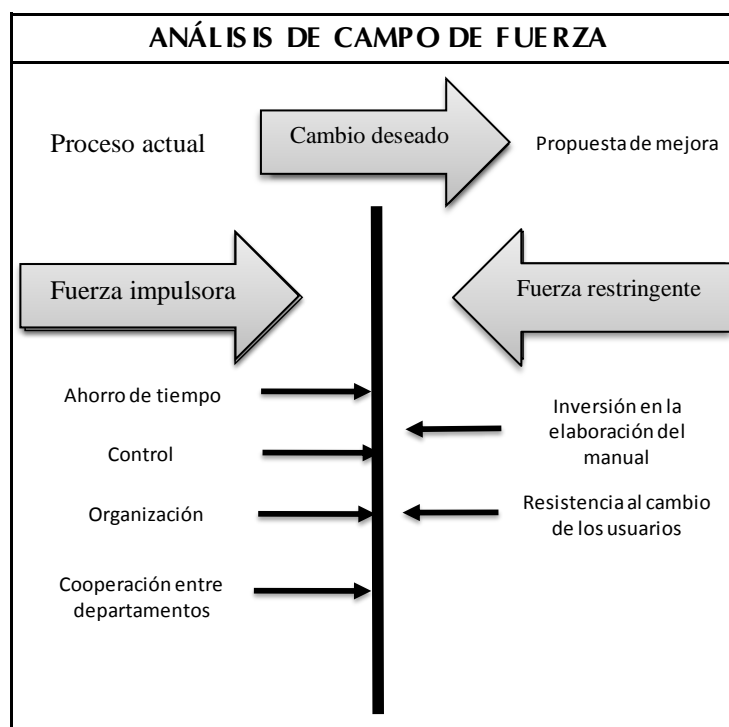 ANÁLISIS DE CAMPO DE FUERZA
Proceso actual
Cambio deseado
Propuesta de mejora
Fuerza impulsora
Fuerza restringente
Ahorro de tiempo
Control
Organización
Cooperación entre
departamentos
Inversión en la
elaboración del
manual
Resistencia al cambio
de los usuarios